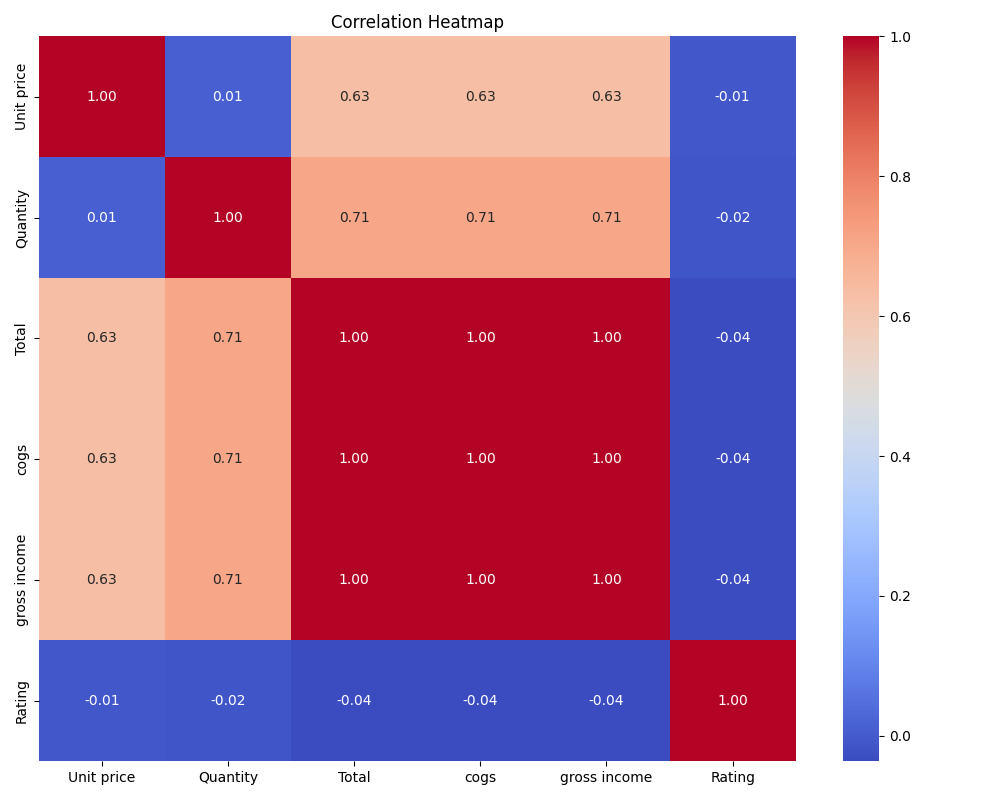 Correlation Heatmap
Unit price 1.00 0.01 0.63 0.63 0.63 -0.01
Quantity 0.01 1.00 0.71 0.71 0.71 -0.02
Total 0.63 0.71 1.00 1.00 1.00 -0.04
cogs 0.63 0.71 1.00 1.00 1.00 -0.04
gross income 0.63 0.71 1.00 1.00 1.00 -0.04
Rating -0.01 -0.02 -0.04 -0.04 -0.04 1.00
Unit price Quantity Total cogs gross income Rating
1.0
0.8
0.6
0.4
0.2
0.0